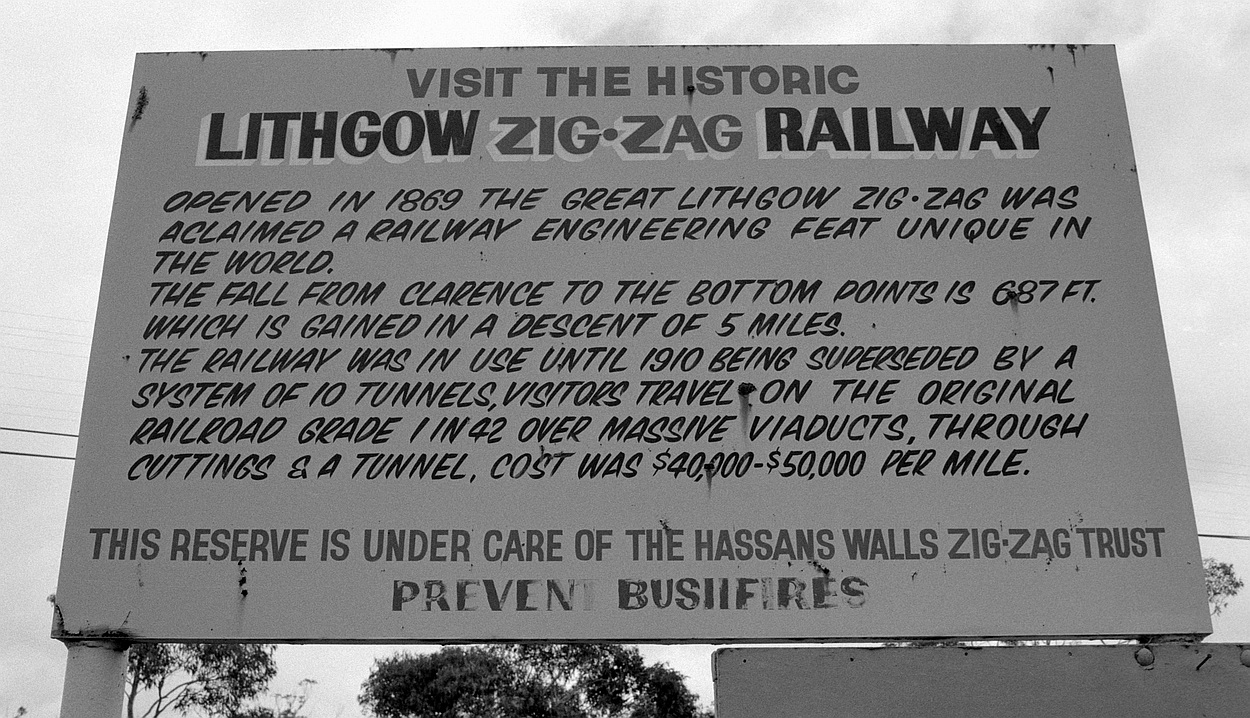 VISIT THE HISTORIC
LITHGOW ZIG•ZAG RAILWAY
OPENED IN 1869 THE GREAT LITHGOW ZIG•ZAG WAS
ACLAIMED A RAILWAY ENGINEERING FEAT UNIQUE IN
THE WORLD.
THE FALL FROM CLARENCE TO THE BOTTOM POINTS IS 687 FT.
WHICH IS GAINED IN A DESCENT OF 5 MILES.
THE RAILWAY WAS IN USE UNTIL 1910 BEING SUPERSEDED BY A
SYSTEM OF 10 TUNNELS, VISITORS TRAVEL ON THE ORIGINAL
RAILROAD GRADE 1 IN 42 OVER MASSIVE VIADUCTS, THROUGH
CUTTINGS & A TUNNEL, COST WAS $40,000-$50,000 PER MILE.
THIS RESERVE IS UNDER CARE OF THE HASSANS WALLS ZIG•ZAG TRUST
PREVENT BUSHFIRES